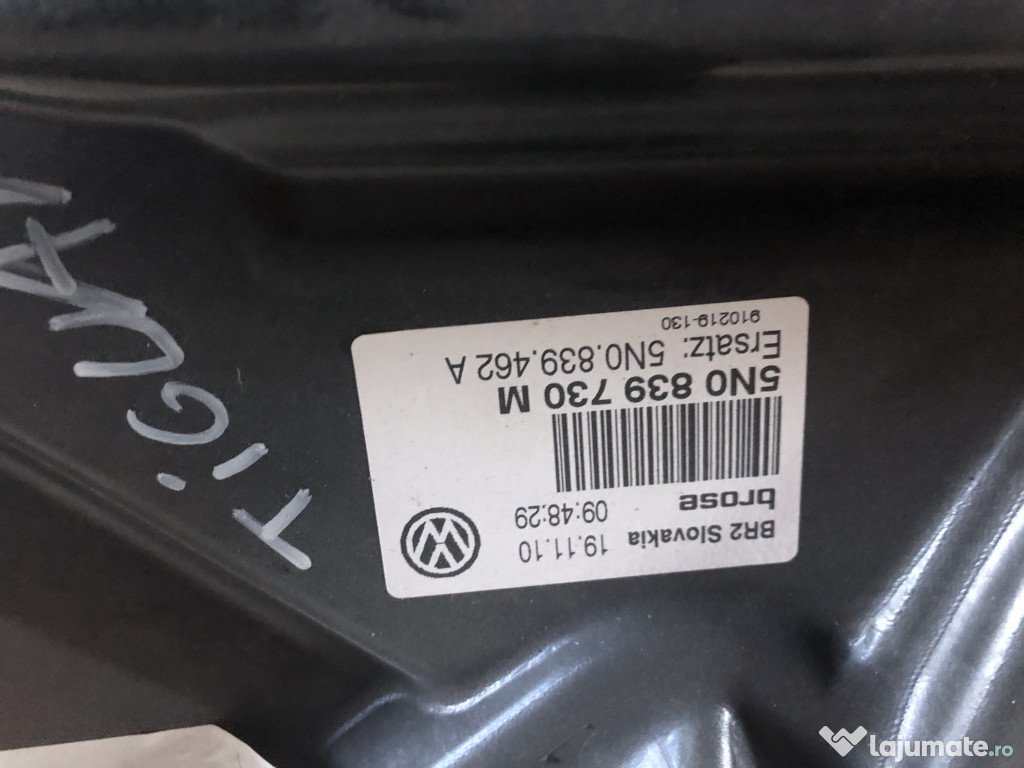 BR2 Slovakia 19.11.10
brose 09:48:29
5N0 839 730 M
Ersatz: 5N0.839.462 A
910219-130
TiGUAN
lajumate.ro